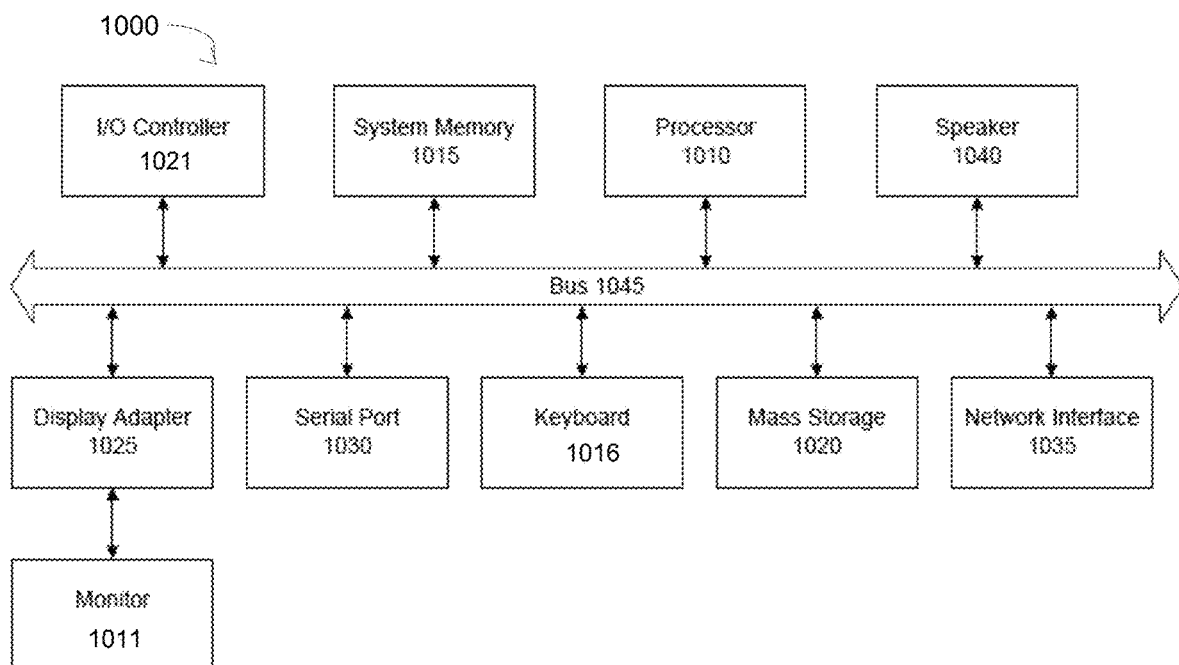 1000
I/O Controller
1021
System Memory
1015
Processor
1010
Speaker
1040
Bus 1045
Display Adapter
1025
Serial Port
1030
Keyboard
1016
Mass Storage
1020
Network Interface
1035
Monitor
1011